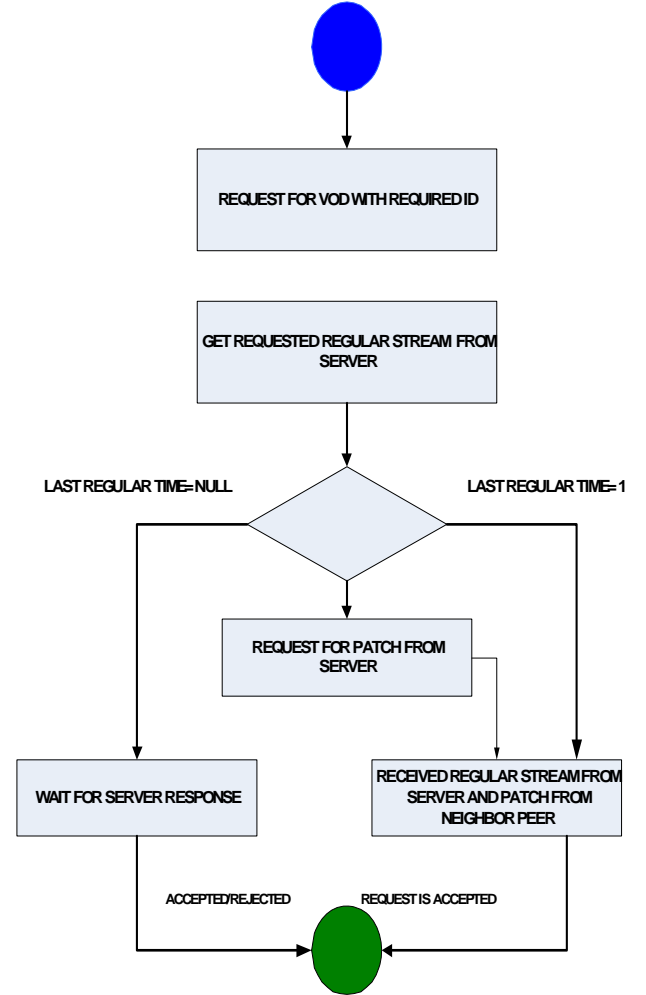 REQUEST FOR VOD WITH REQUIRED ID
GET REQUESTED REGULAR STREAM FROM
SERVER
LAST REGULAR TIME=NULL
LAST REGULAR TIME=1
REQUEST FOR PATCH FROM
SERVER
WAIT FOR SERVER RESPONSE
RECEIVED REGULAR STREAM FROM
SERVER AND PATCH FROM
NEIGHBOR PEER
ACCEPTED/REJECTED
REQUEST IS ACCEPTED